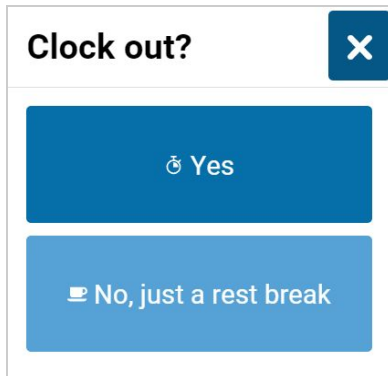 Clock out?
Yes
No, just a rest break